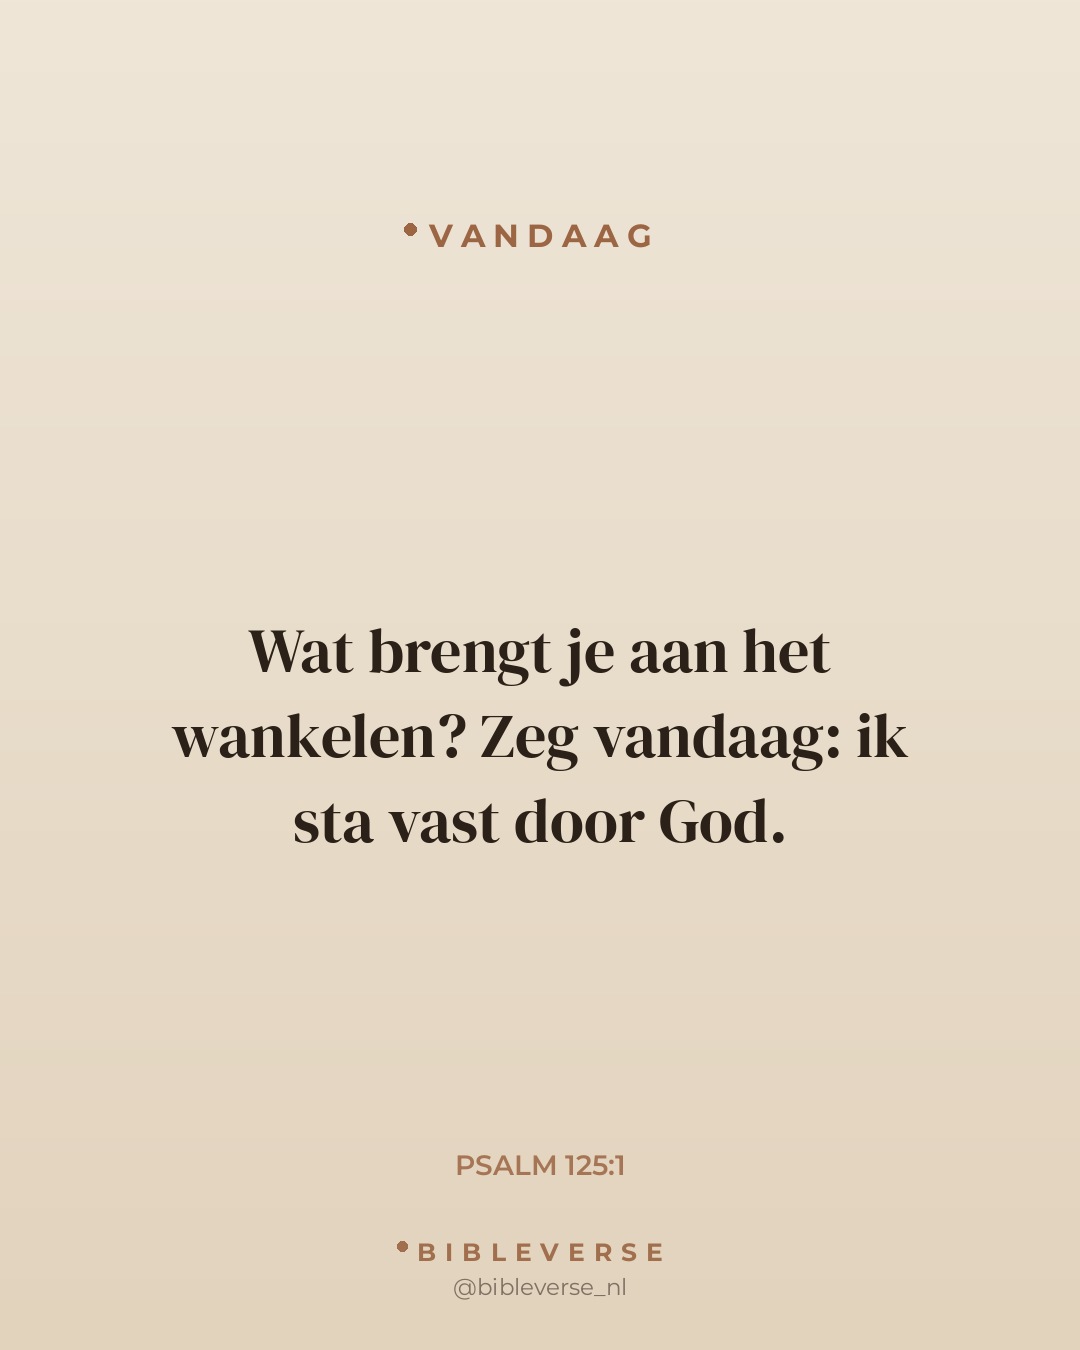 VANDAAG
Wat brengt je aan het
wankelen? Zeg vandaag: ik
sta vast door God.
PSALM 125:1
BIBLEVERSE
@bibleverse_nl